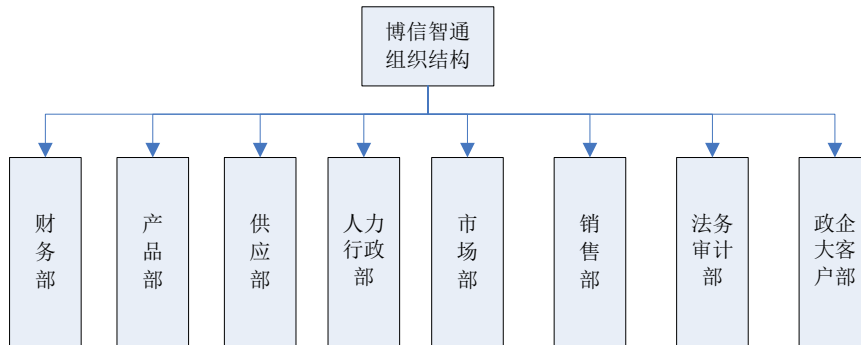 博信智通
组织结构
财
务
部
产
品
部
供
应
部
人力
行政
部
市
场
部
销
售
部
法务
审计
部
政企
大客
户部